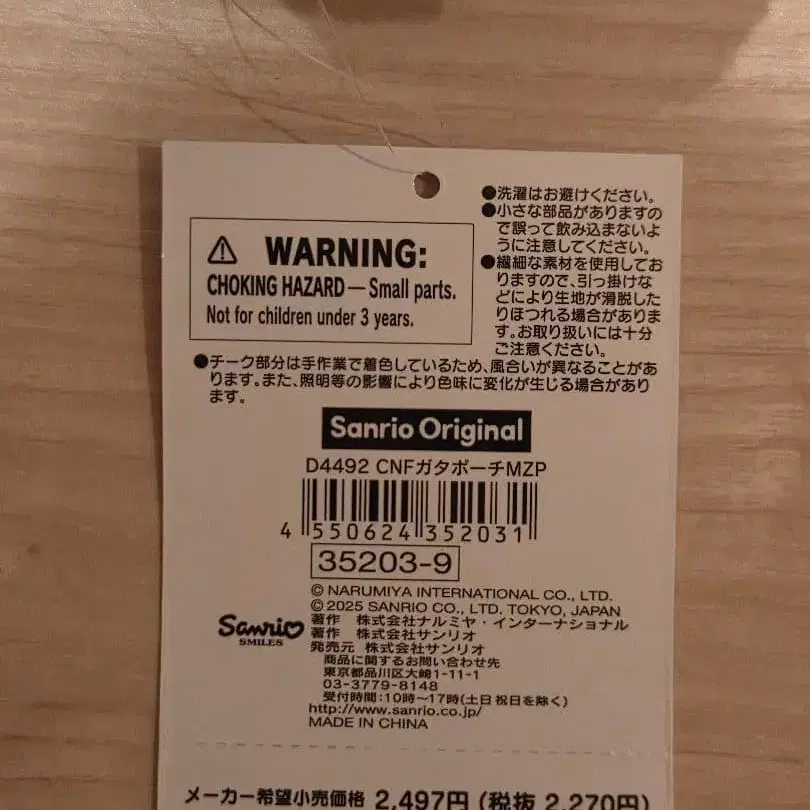 WARNING:
CHOKING HAZARD — Small parts.
Not for children under 3 years.
●洗濯はお避けください。
●小さな部品がありますの
で誤って飲み込まないよ
うに注意してください。
●繊細な素材を使用してお
りますので、引っ掛けな
どにより生地が滑脱した
りほつれる場合がありま
す。お取り扱いには十分
ご注意ください。
●チーク部分は手作業で着色しているため、風合いが異なることがあ
ります。また、照明等の影響により色味に変化が生じる場合があり
ます。
Sanrio Original
D4492 CNFガタポーチMZP
4 550624 352031
35203-9
© NARUMIYA INTERNATIONAL CO., LTD.
© 2025 SANRIO CO., LTD. TOKYO, JAPAN
著作 株式会社ナルミヤ・インターナショナル
著作 株式会社サンリオ
発売元 株式会社サンリオ
Sanrio
SMILES
商品に関するお問い合わせ先
東京都品川区大崎1-11-1
03-3779-8148
受付時間:10時〜17時(土日祝日を除く)
http://www.sanrio.co.jp/
MADE IN CHINA
メーカー希望小売価格 2,497円 (税抜 2,270円)